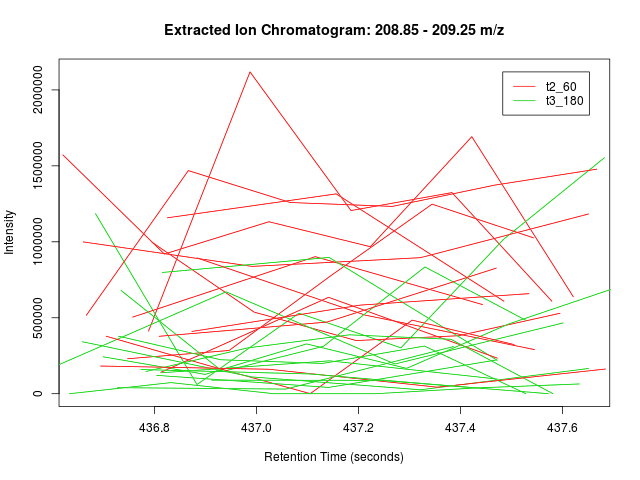 Extracted Ion Chromatogram: 208.85 - 209.25 m/z
t2_60
t3_180
Intensity
2000000
1500000
1000000
500000
0
436.8 437.0 437.2 437.4 437.6
Retention Time (seconds)